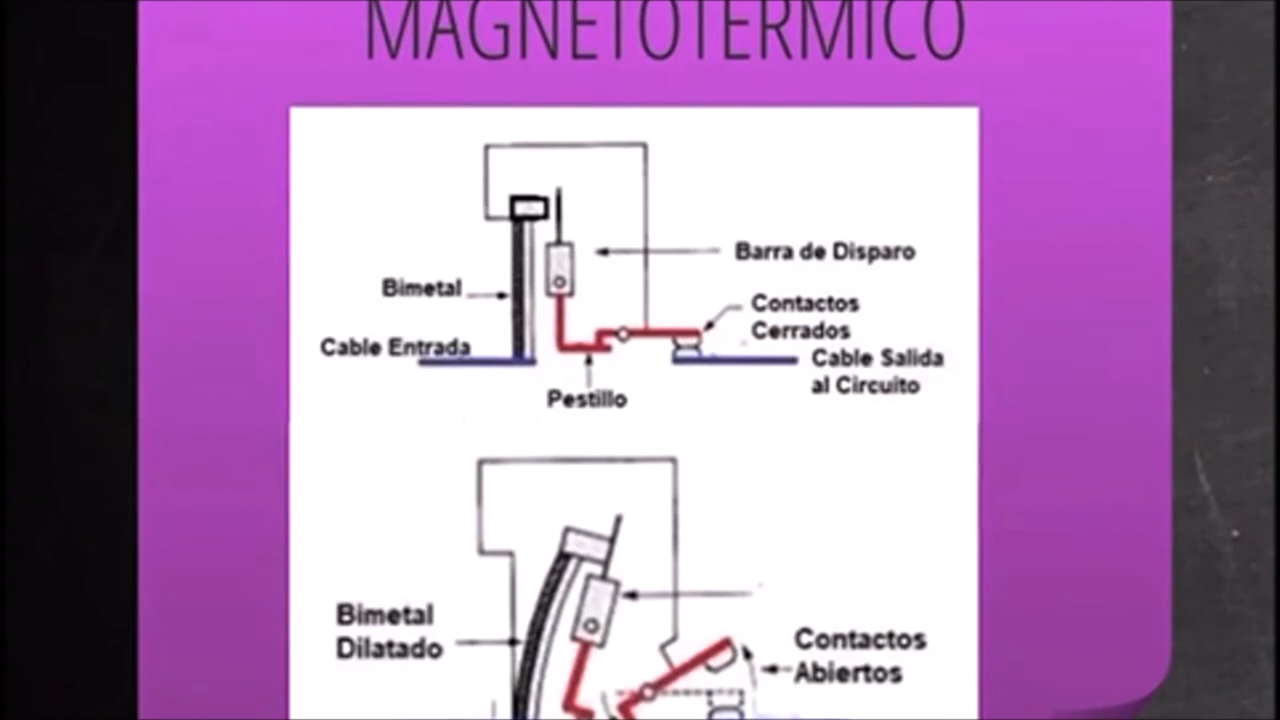 MAGNETOTERMICO
Barra de Disparo
Bimetal
Contactos
Cerrados
Cable Entrada
Cable Salida
al Circuito
Pestillo
Bimetal
Dilatado
Contactos
Abiertos